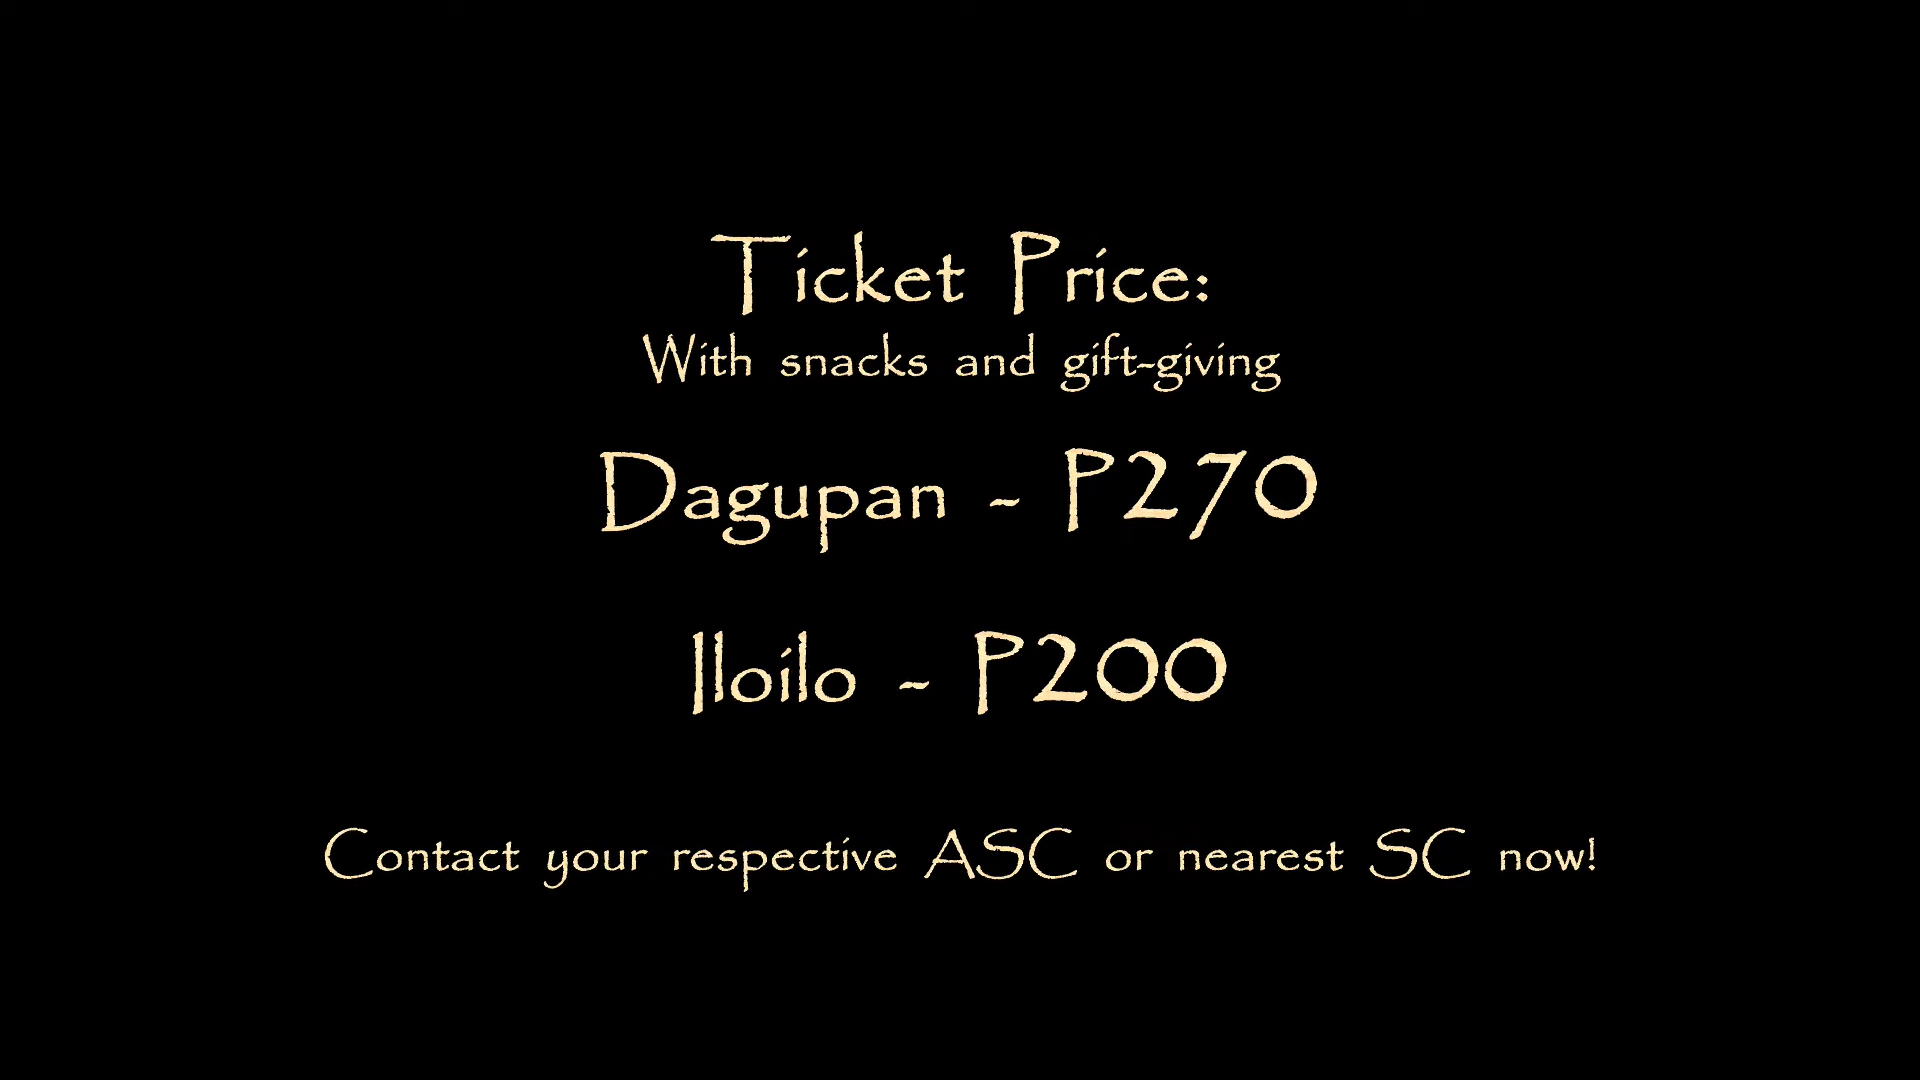 Ticket Price:
With snacks and gift-giving
Dagupan - P270
Iloilo - P200
Contact your respective ASC or nearest SC now!